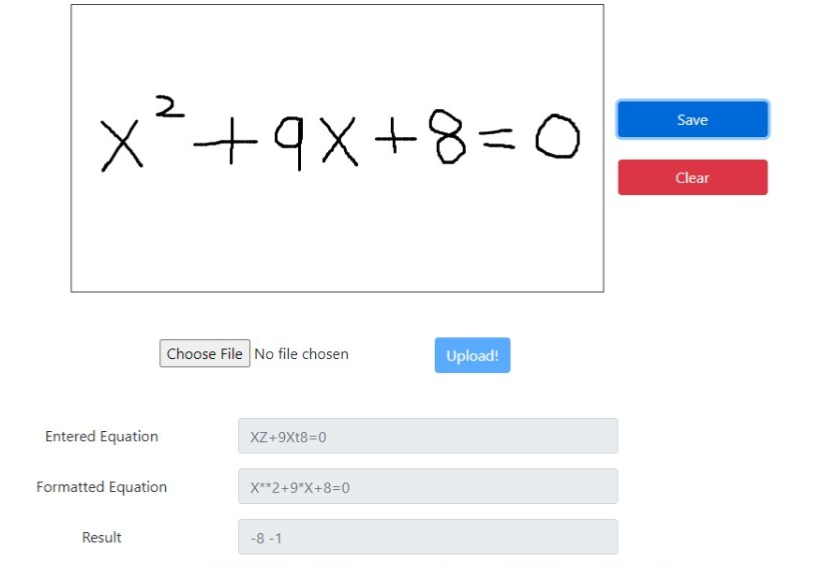 x²+9x+8=0
Save
Clear
Choose File No file chosen
Upload!
Entered Equation XZ+9Xt8=0
Formatted Equation X**2+9*X+8=0
Result -8 -1